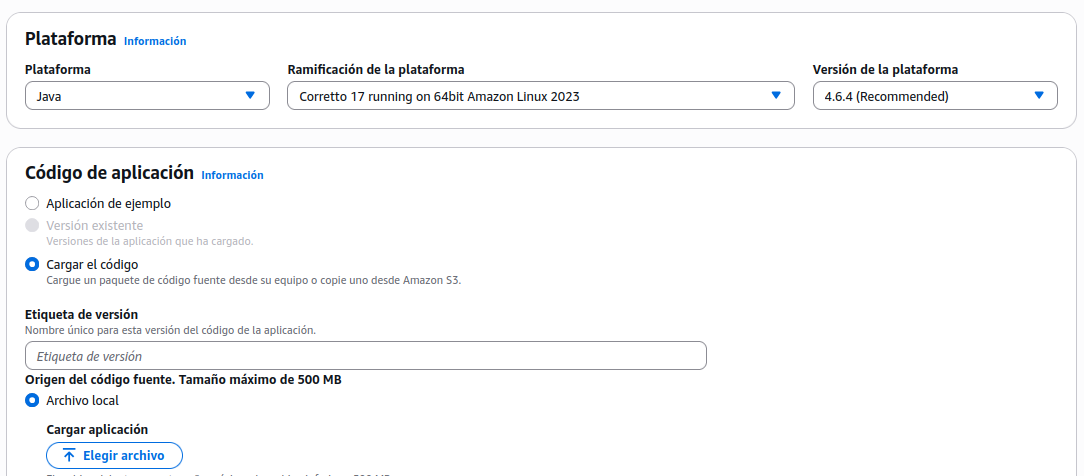 Plataforma Información
Plataforma Ramificación de la plataforma Versión de la plataforma
Java Corretto 17 running on 64bit Amazon Linux 2023 4.6.4 (Recommended)
Código de aplicación Información
Aplicación de ejemplo
Versión existente
Versiones de la aplicación que ha cargado.
Cargar el código
Cargue un paquete de código fuente desde su equipo o copie uno desde Amazon S3.
Etiqueta de versión
Nombre único para esta versión del código de la aplicación.
Etiqueta de versión
Origen del código fuente. Tamaño máximo de 500 MB
Archivo local
Cargar aplicación
Elegir archivo